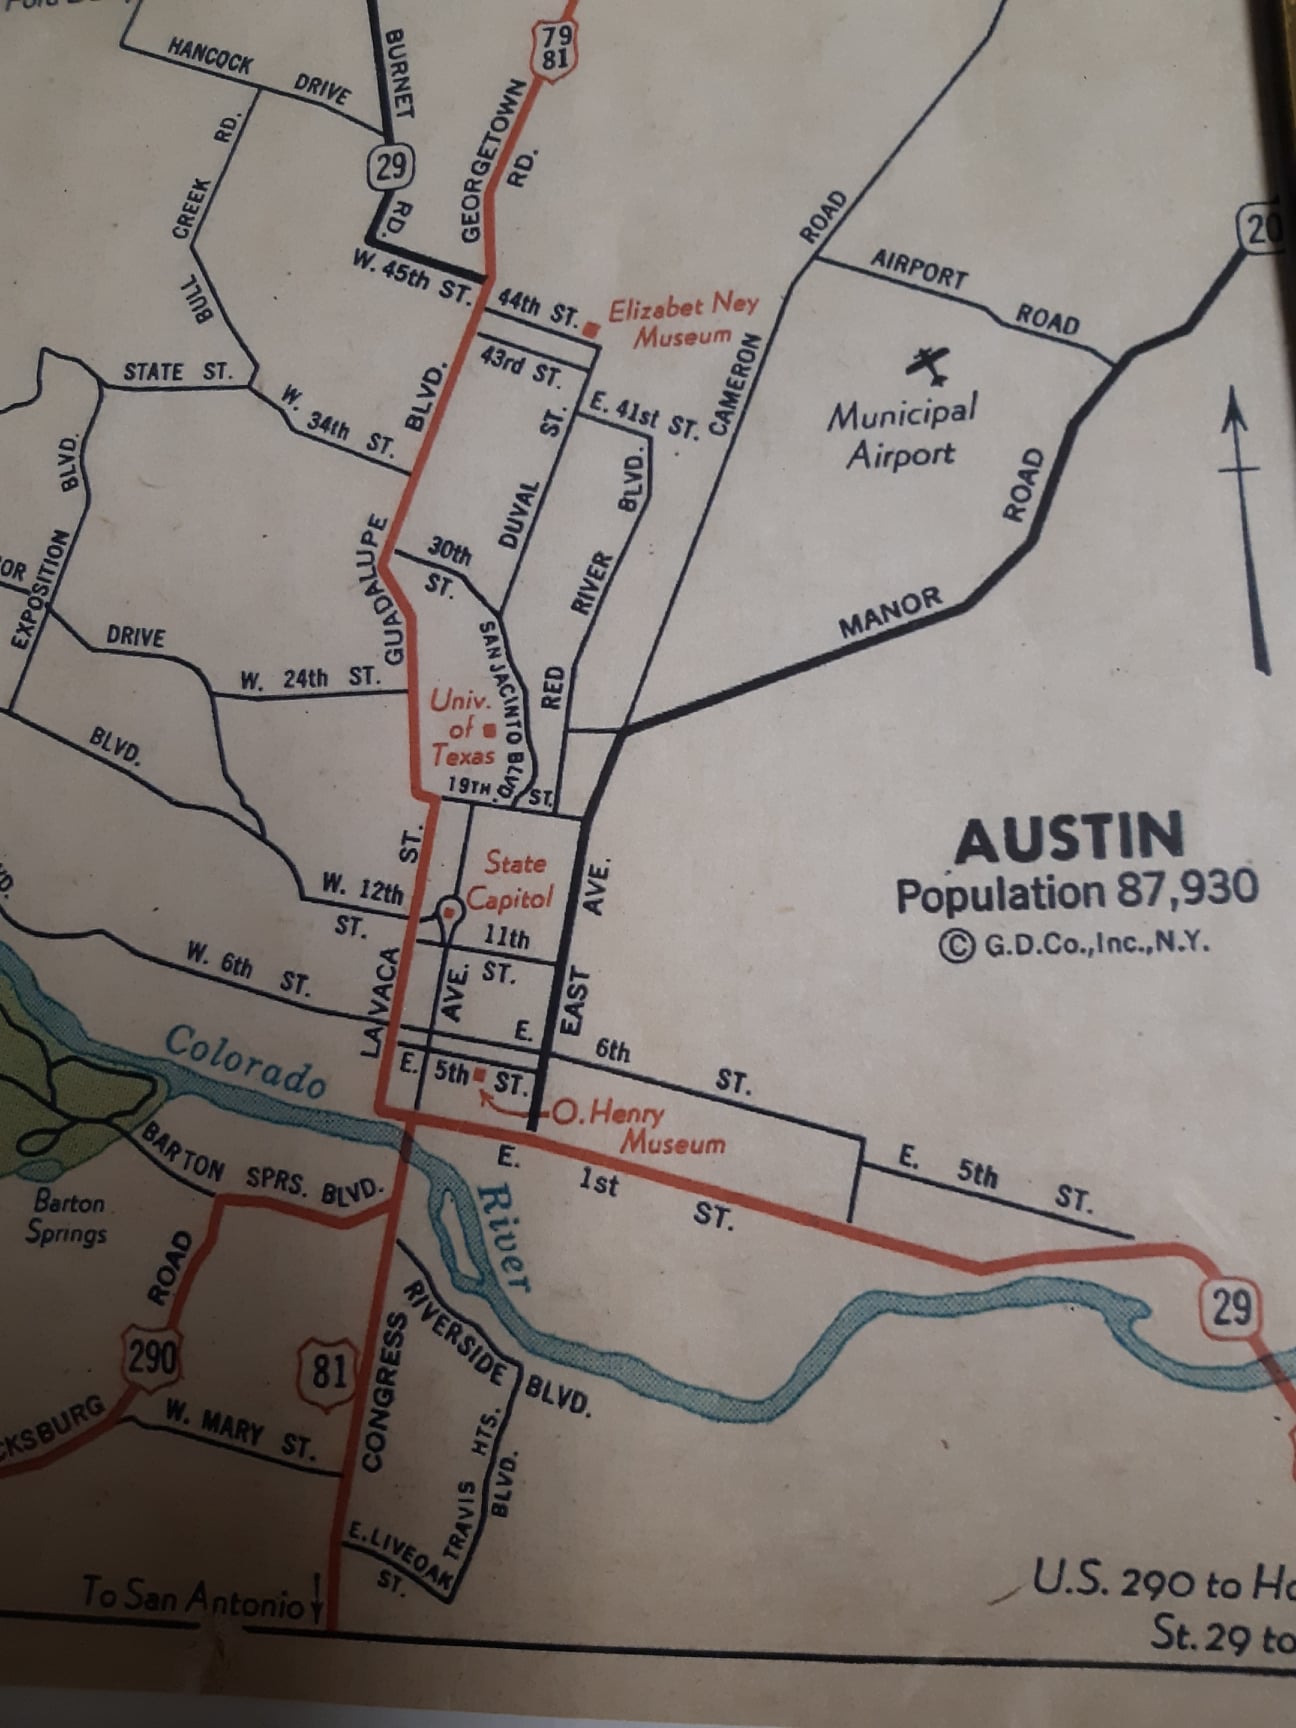 79
81
HANCOCK DRIVE
BURNET RD.
29
GEORGETOWN RD.
BULL CREEK RD.
W. 45th ST.
44th ST.
Elizabet Ney
Museum
43rd ST.
CAMERON ROAD
AIRPORT ROAD
20
STATE ST.
W. 34th ST.
E. 41st ST.
Municipal
Airport
GUADALUPE BLVD.
DUVAL ST.
RED RIVER BLVD.
MANOR ROAD
30th
ST.
EXPOSITION BLVD.
OR DRIVE
W. 24th ST.
SAN JACINTO BLVD.
Univ.
of
Texas
BLVD.
19TH. ST.
ST.
State
Capitol
AUSTIN
Population 87,930
© G.D.Co.,Inc.,N.Y.
W. 12th
ST.
11th
ST.
LAVACA
AVE.
EAST AVE.
W. 6th ST.
E. 6th ST.
E. 5th ST.
O. Henry
Museum
Colorado River
E. 1st ST.
E. 5th ST.
BARTON SPRS. BLVD.
Barton
Springs
ROAD
290
81
29
CONGRESS
RIVERSIDE BLVD.
CKSBURG
W. MARY ST.
TRAVIS HTS.
BLVD.
E. LIVEOAK
ST.
To San Antonio
U.S. 290 to Ho
St. 29 to